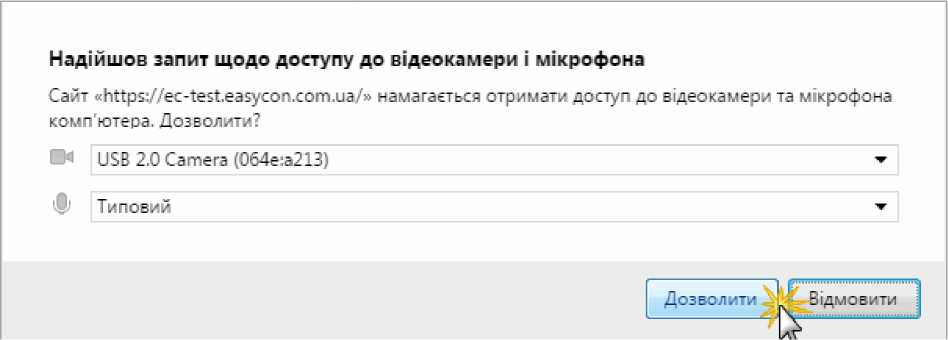 Надійшов запит щодо доступу до відеокамери і мікрофона
Сайт «https://ec-test.easycon.com.ua/» намагається отримати доступ до відеокамери та мікрофона
комп'ютера. Дозволити?
USB 2.0 Camera (064e:a213)
Типовий
Дозволити Відмовити